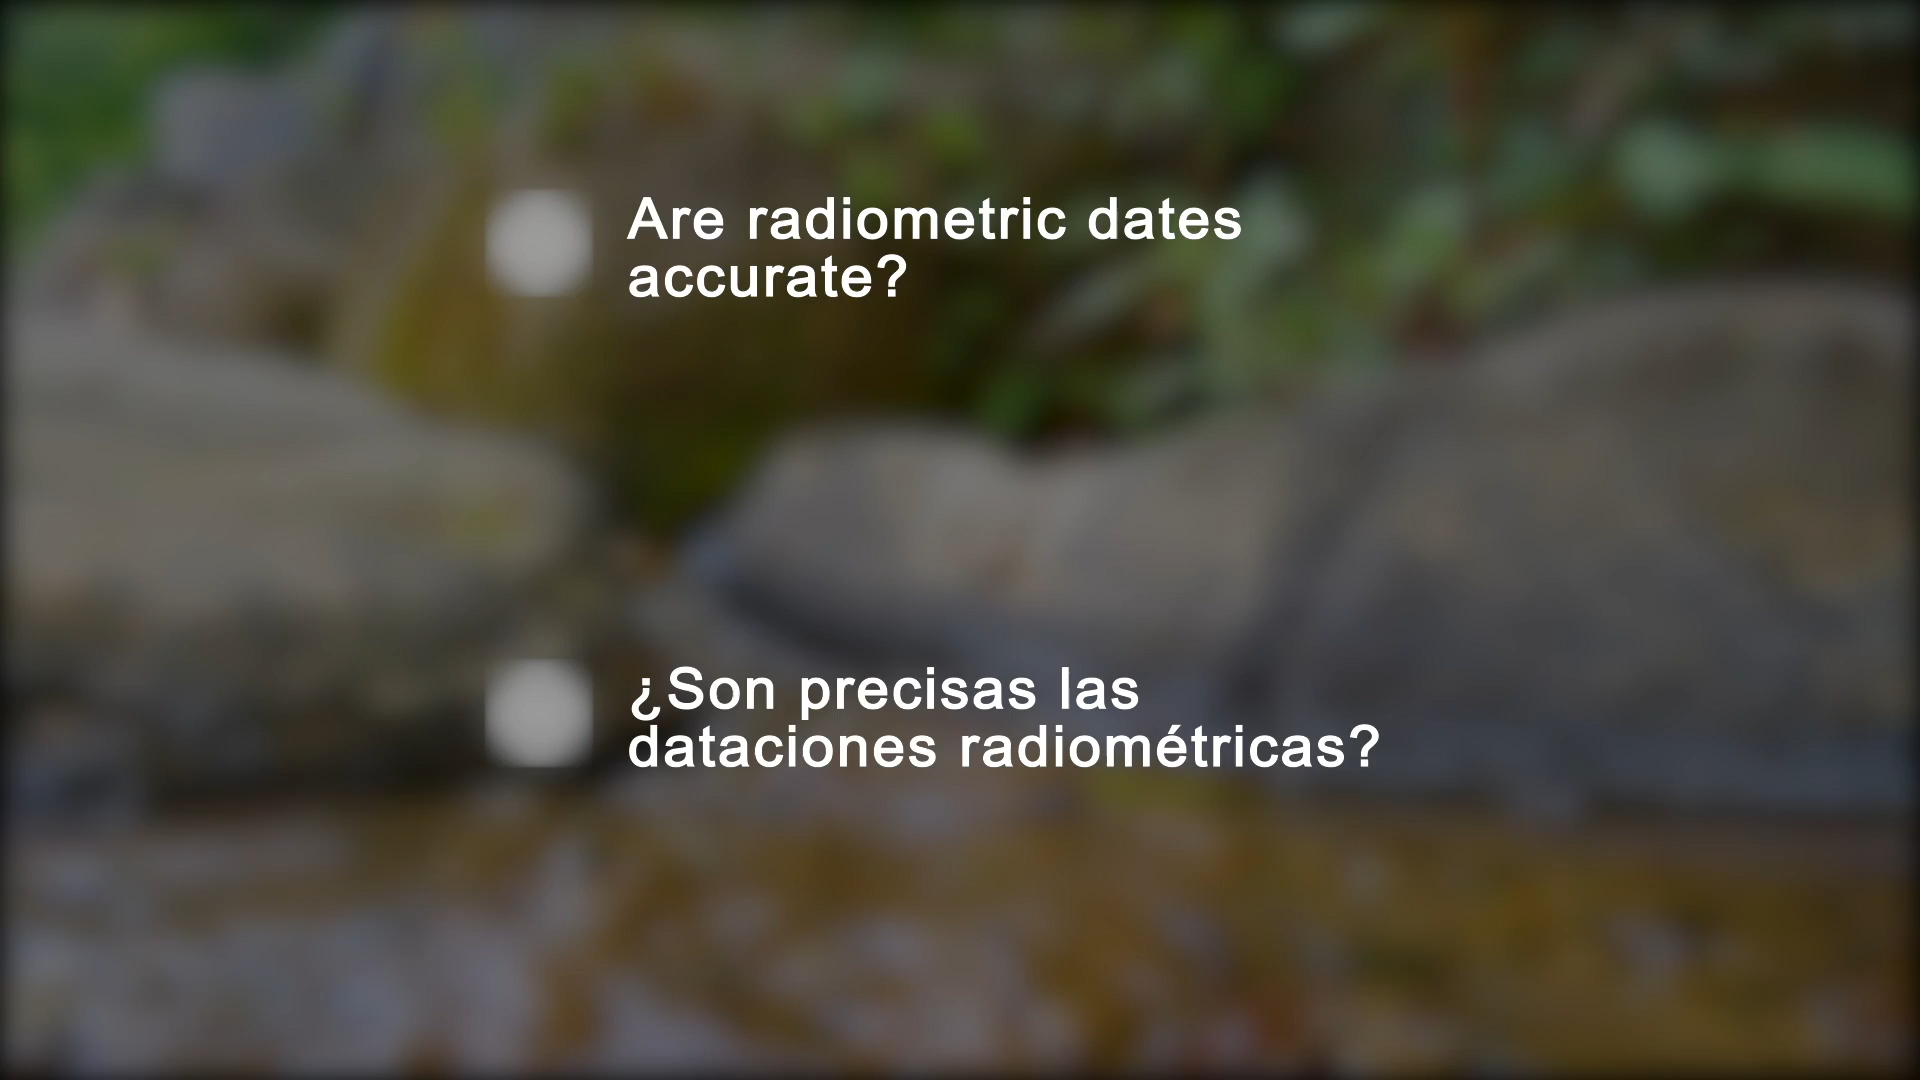 Are radiometric dates
accurate?
¿Son precisas las
dataciones radiométricas?